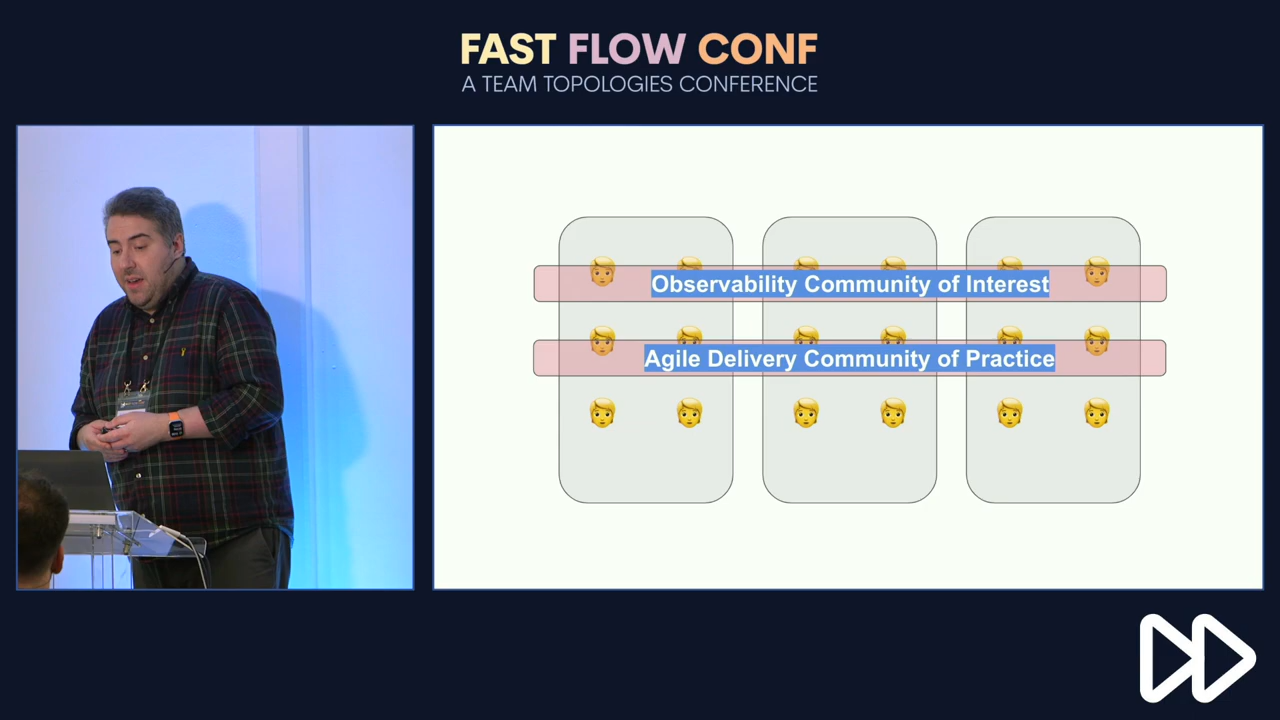 FAST FLOW CONF
A TEAM TOPOLOGIES CONFERENCE
Observability Community of Interest
Agile Delivery Community of Practice